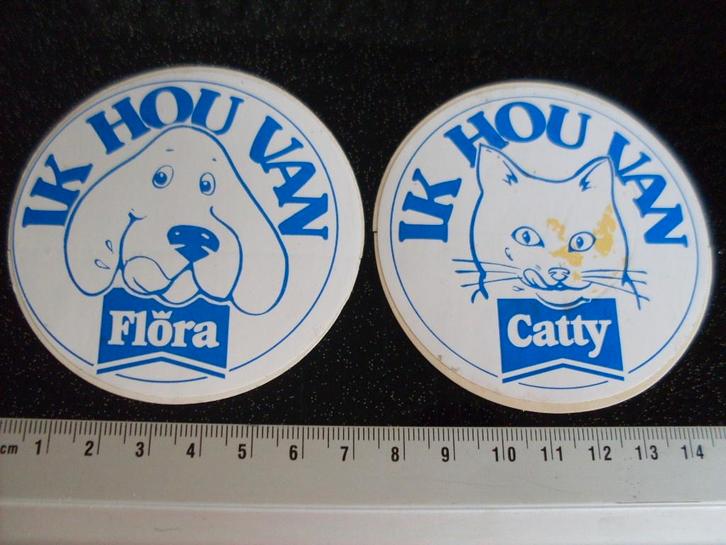 IK HOU VAN
Flŏra
IK HOU VAN
Catty
cm 1 2 3 4 5 6 7 8 9 10 11 12 13 14